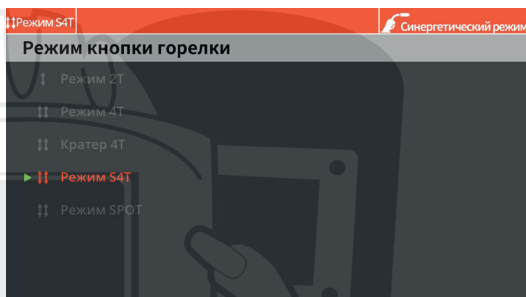 Режим S4T
Синергетический режим
Режим кнопки горелки
Режим 2T
Режим 4T
Кратер 4T
Режим S4T
Режим SPOT